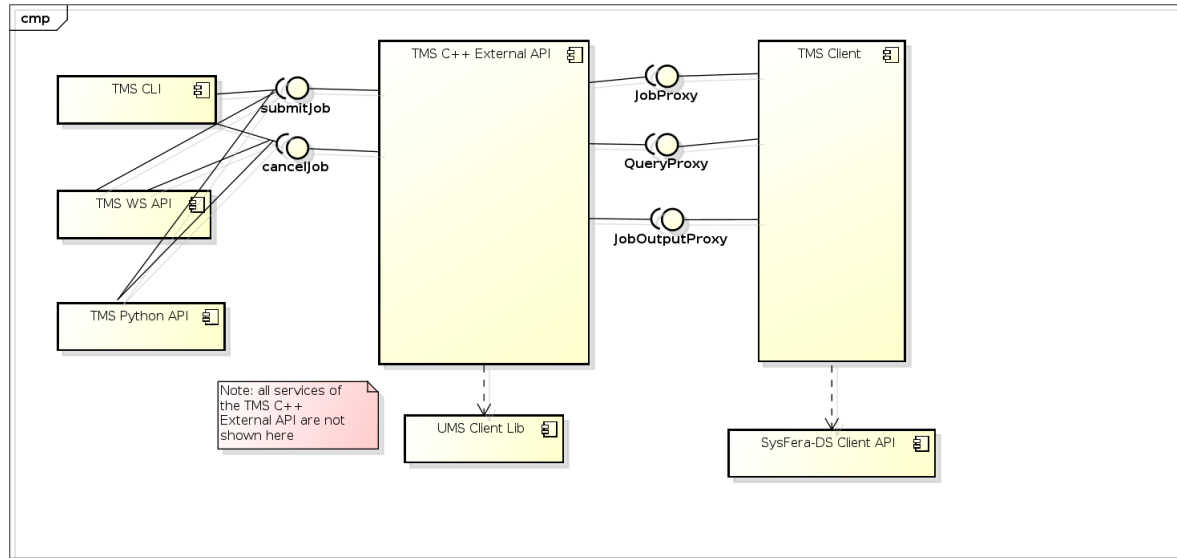 cmp
TMS C++ External API
TMS Client
TMS CLI
submitJob
JobProxy
cancelJob
QueryProxy
TMS WS API
JobOutputProxy
TMS Python API
Note: all services of
the TMS C++
External API are not
shown here
UMS Client Lib
SysFera-DS Client API